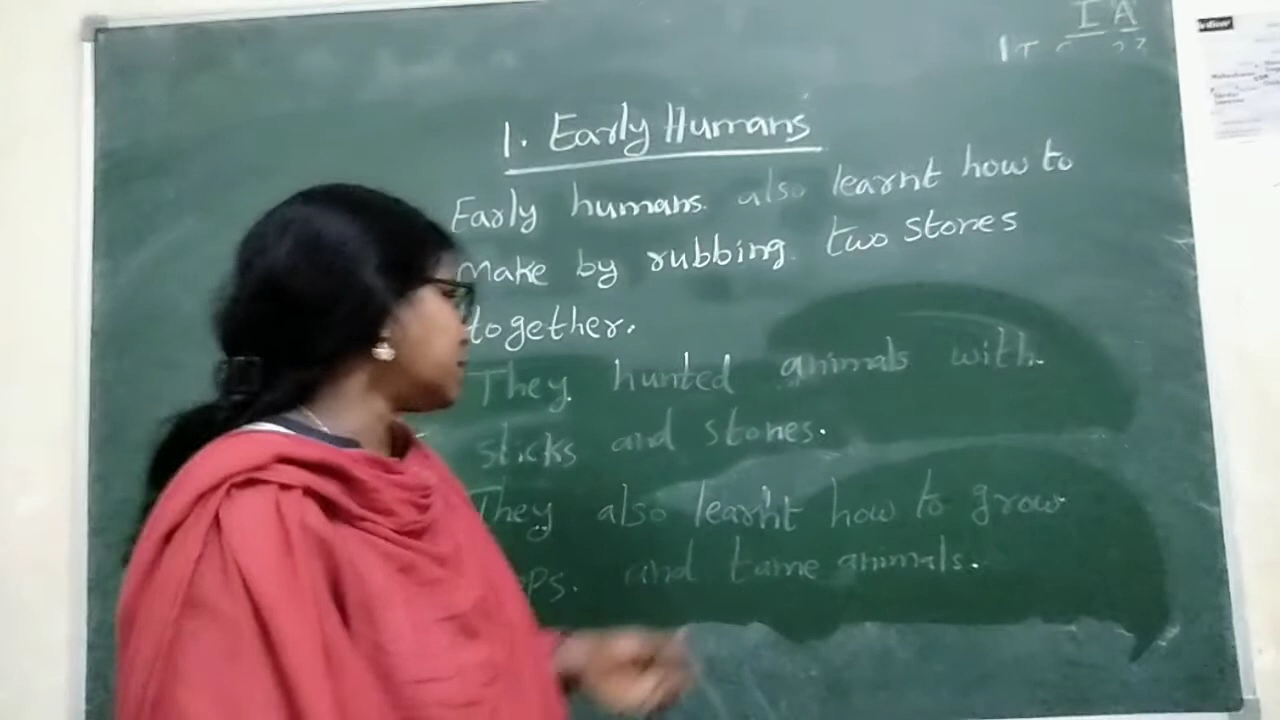 I A
1. Early Humans
Early humans. also learnt how to
make by rubbing. two stones
together.
They hunted animals with.
sticks and stones.
They also learnt how to grow
and tame animals.